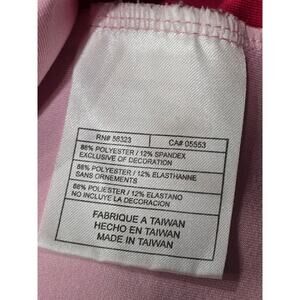 RN# 56323 CA# 05553
88% POLYESTER / 12% SPANDEX
EXCLUSIVE OF DECORATION
88% POLYESTER / 12% ELASTHANNE
SANS ORNEMENTS
88% POLIESTER / 12% ELASTANO
NO INCLUYE LA DECORACION
FABRIQUE A TAIWAN
HECHO EN TAIWAN
MADE IN TAIWAN